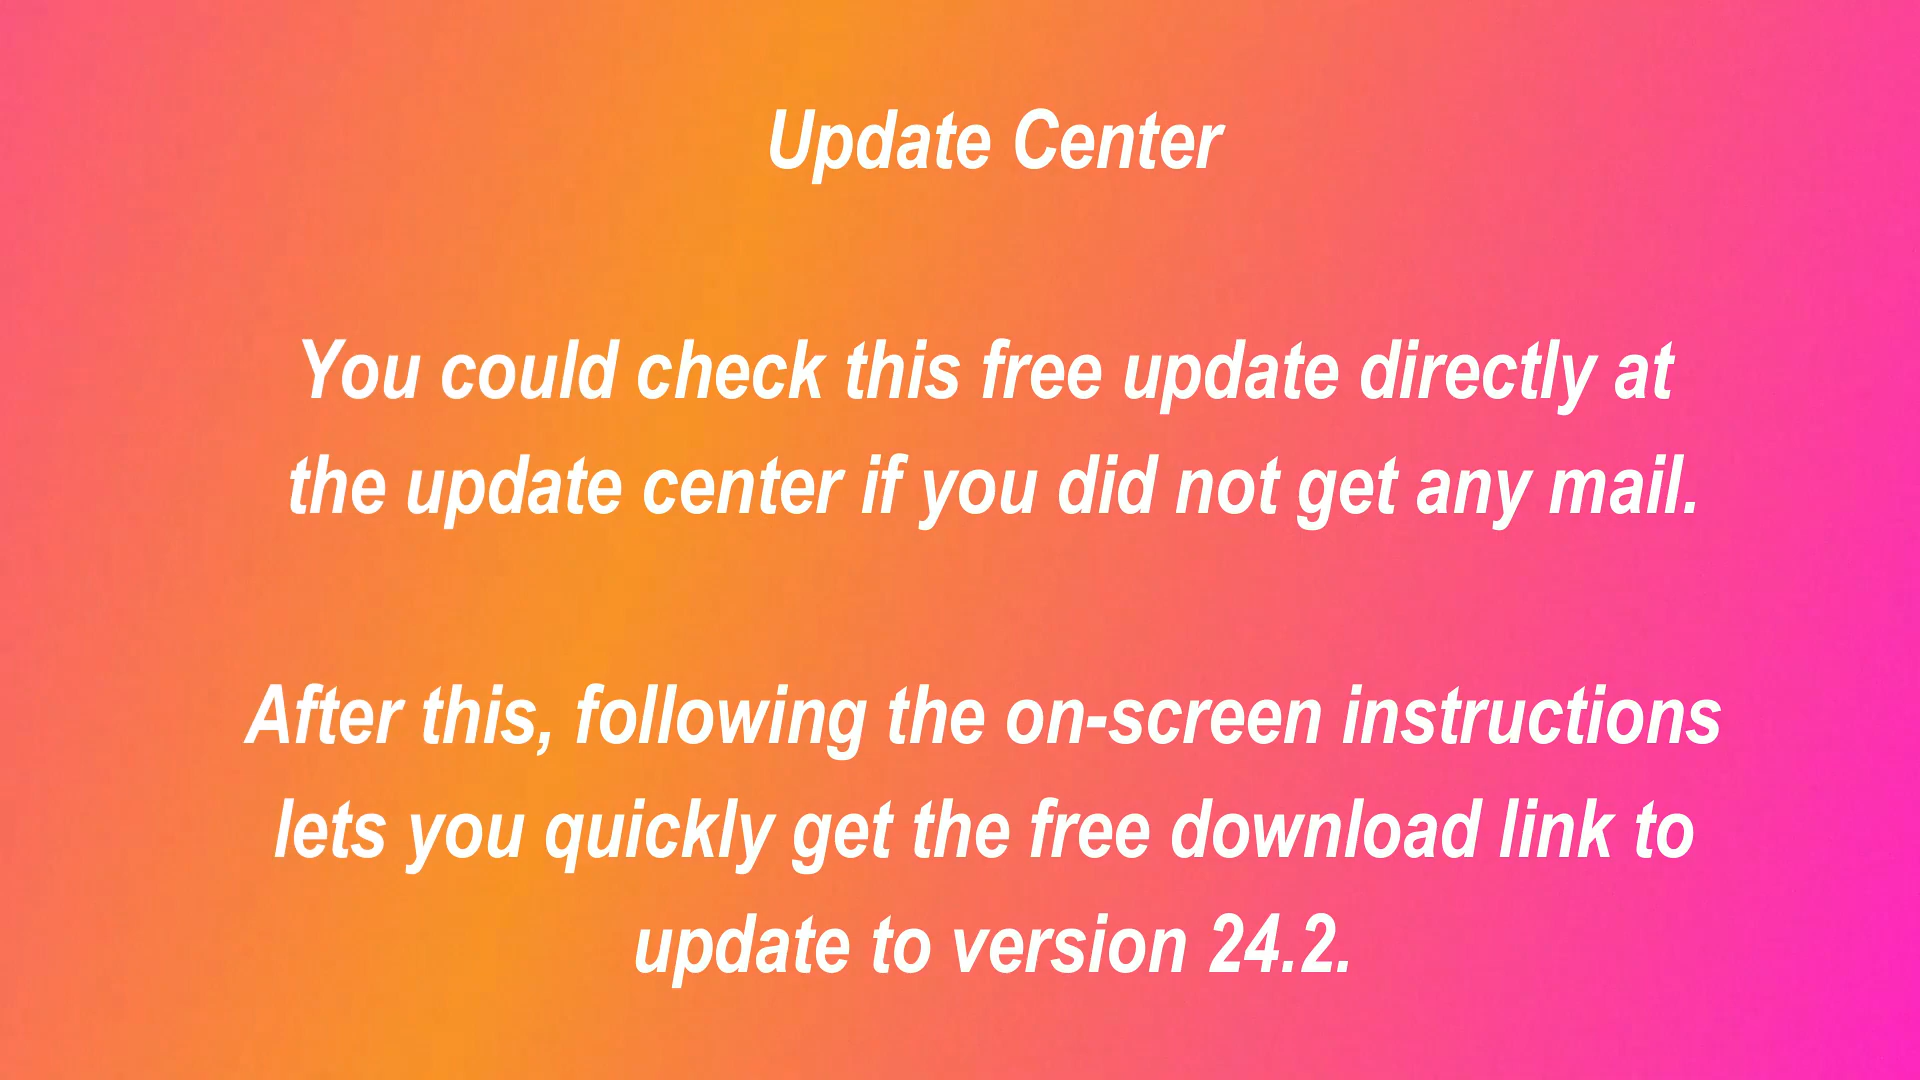 Update Center
You could check this free update directly at
the update center if you did not get any mail.
After this, following the on-screen instructions
lets you quickly get the free download link to
update to version 24.2.